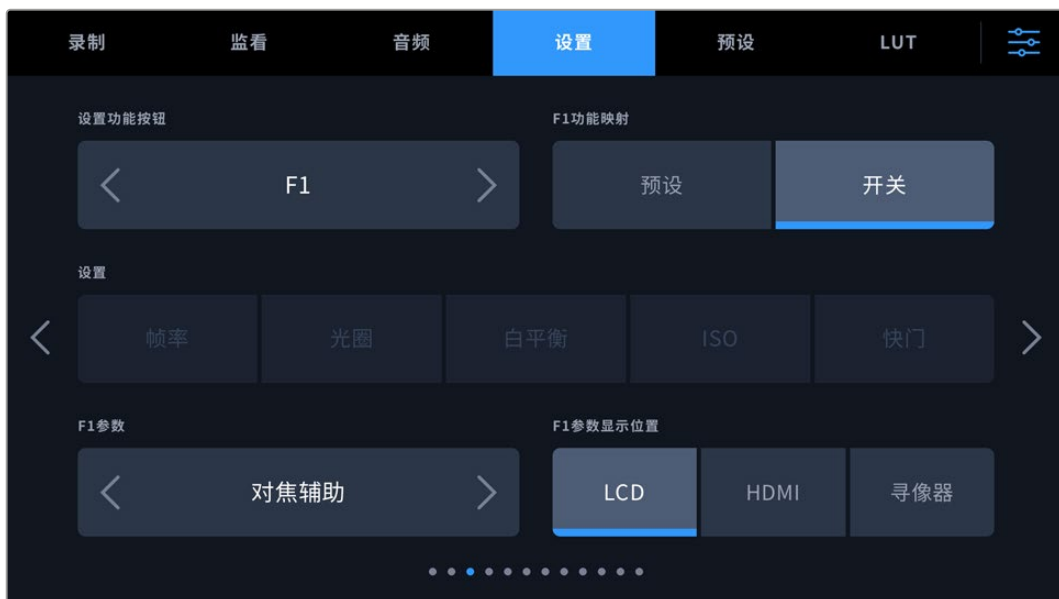 录制 监看 音频 设置 预设 LUT
设置功能按钮 F1功能映射
F1 预设 开关
设置
帧率 光圈 白平衡 ISO 快门
F1参数 F1参数显示位置
对焦辅助 LCD HDMI 寻像器